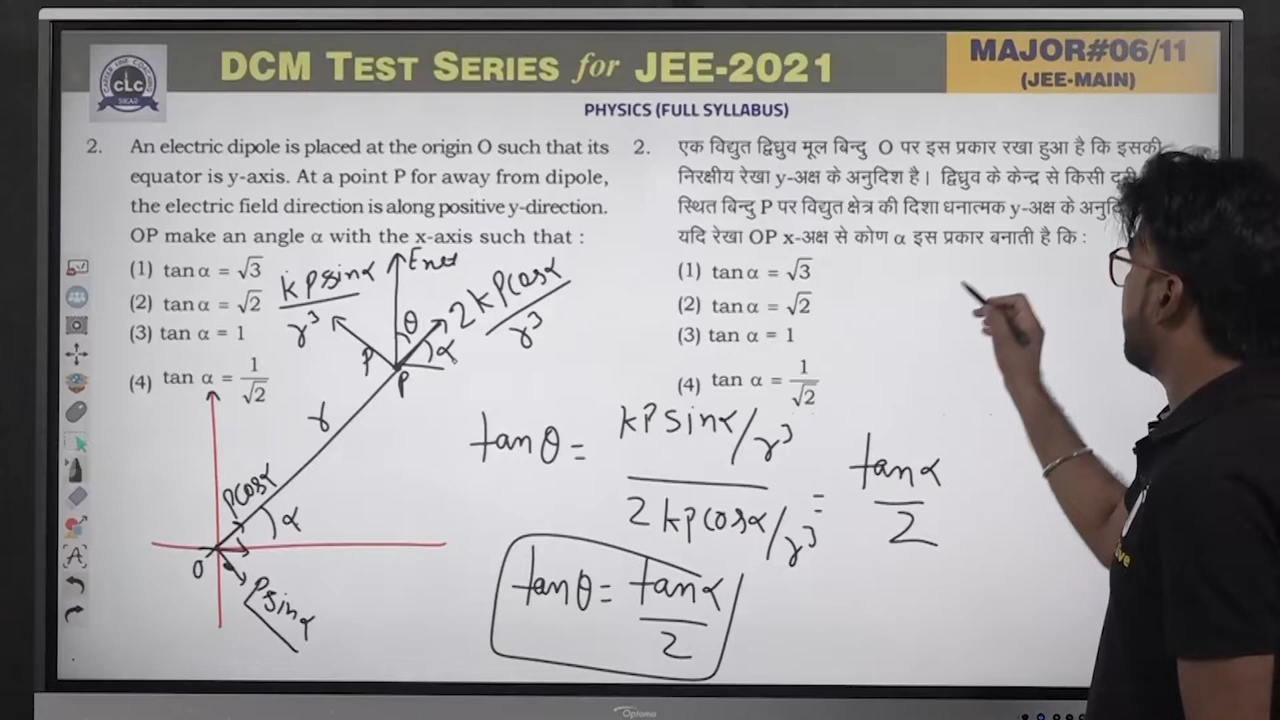 DCM TEST SERIES for JEE-2021
MAJOR#06/11
(JEE-MAIN)
CLC
SIKAR
PHYSICS (FULL SYLLABUS)
2. An electric dipole is placed at the origin O such that its
equator is y-axis. At a point P for away from dipole,
the electric field direction is along positive y-direction.
OP make an angle α with the x-axis such that :
(1) tan α = √3
(2) tan α = √2
(3) tan α = 1
(4) tan α = 1/√2
2. एक विद्युत द्विध्रुव मूल बिन्दु O पर इस प्रकार रखा हुआ है कि इसकी
निरक्षीय रेखा y-अक्ष के अनुदिश है। द्विध्रुव के केन्द्र से किसी
स्थित बिन्दु P पर विद्युत क्षेत्र की दिशा धनात्मक y-अक्ष के
यदि रेखा OP x-अक्ष से कोण α इस प्रकार बनाती है कि :
(1) tan α = √3
(2) tan α = √2
(3) tan α = 1
(4) tan α = 1/√2
Enet
kPsinα/r³
θ
2kPcosα/r³
α
P
P
r
Pcosα
α
O
Psinα
tanθ = (kPsinα/r³)/(2kPcosα/r³) = tanα/2
tanθ = tanα/2
Optoma